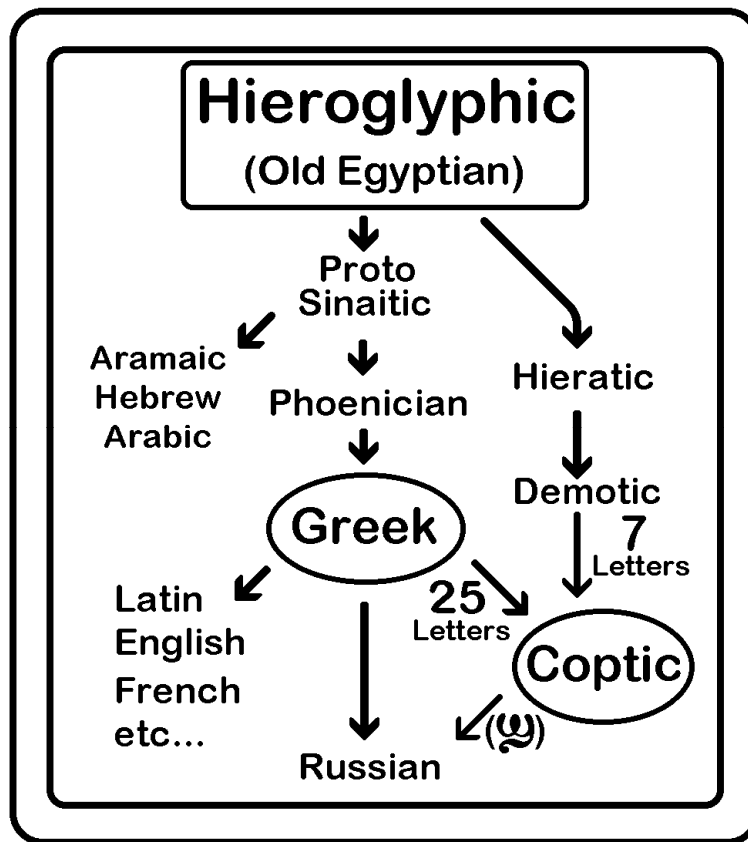 Hieroglyphic
(Old Egyptian)
Proto
Sinaitic
Aramaic
Hebrew
Arabic
Phoenician
Hieratic
Demotic
7
Letters
Greek
25
Letters
Latin
English
French
etc...
Coptic
(Ϣ)
Russian